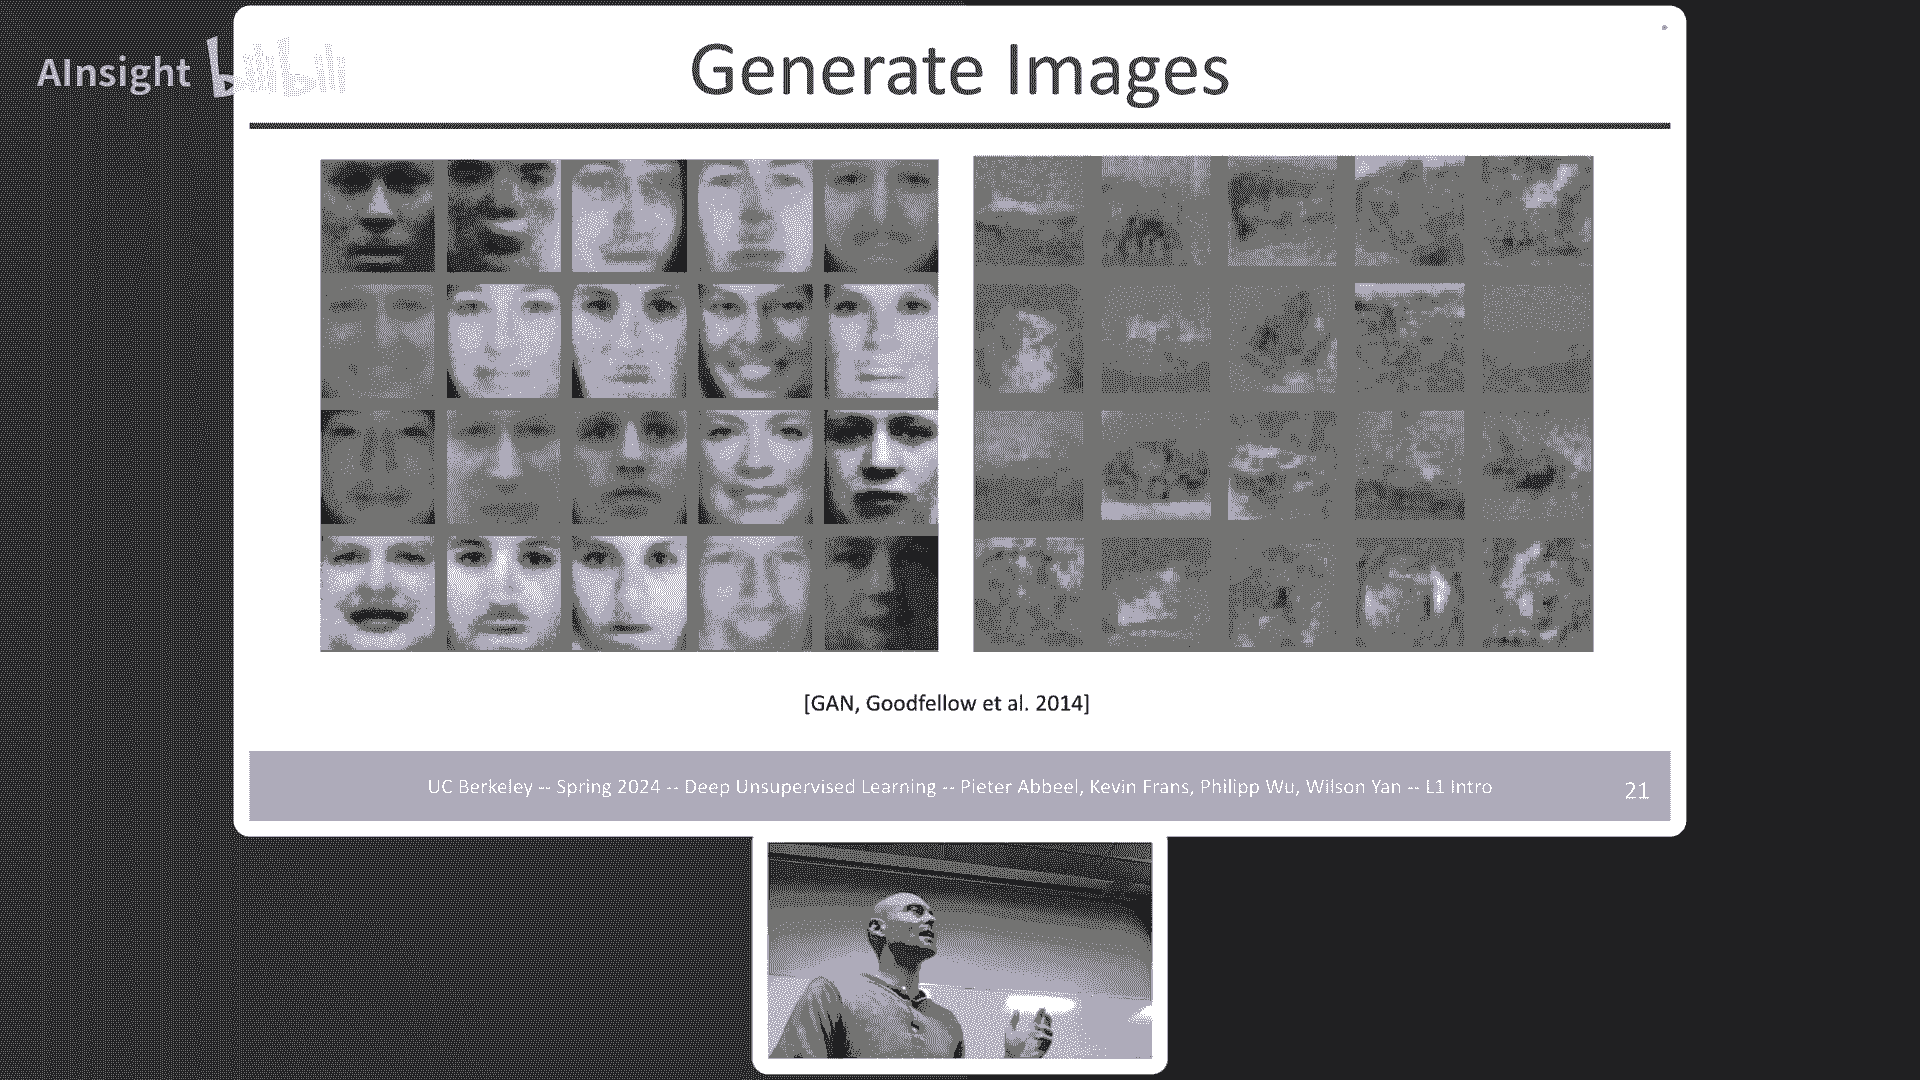 AInsight bilibili
Generate Images
[GAN, Goodfellow et al. 2014]
UC Berkeley -- Spring 2024 -- Deep Unsupervised Learning -- Pieter Abbeel, Kevin Frans, Philipp Wu, Wilson Yan -- L1 Intro
21